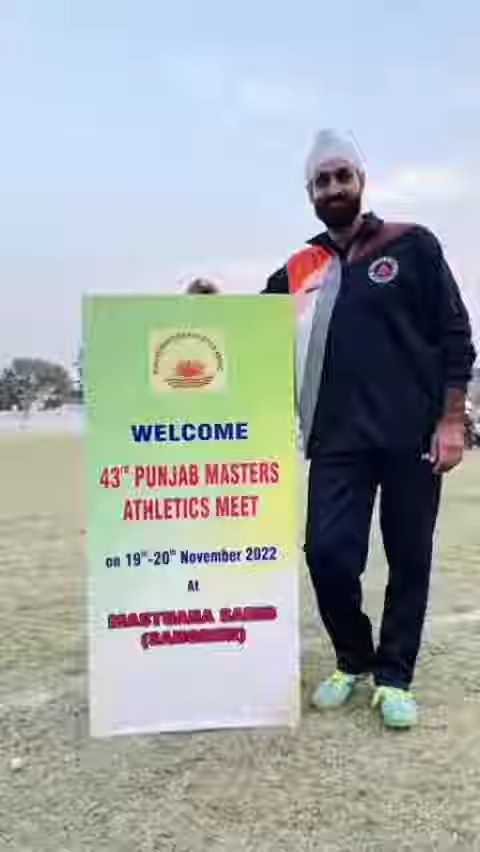 WELCOME
43rd PUNJAB MASTERS
ATHLETICS MEET
on 19th-20th November 2022
At
MASTUANA SAHIB
(SANGRUR)